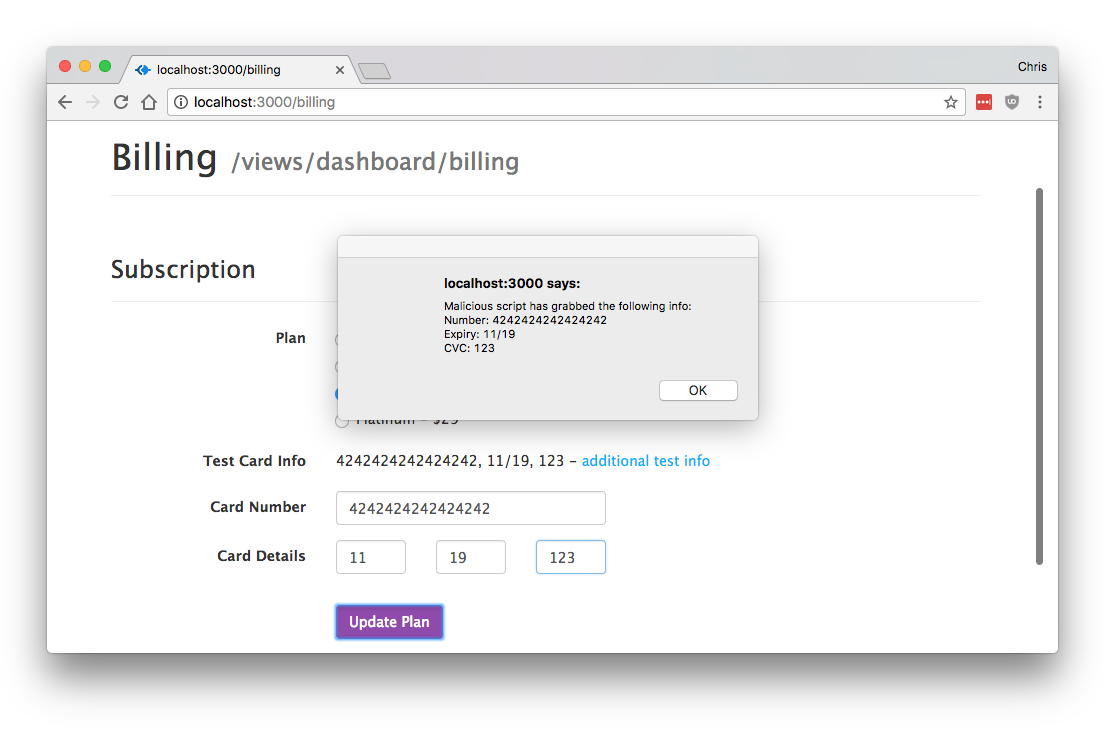 localhost:3000/billing
Chris
localhost:3000/billing
Billing /views/dashboard/billing
Subscription
localhost:3000 says:
Malicious script has grabbed the following info:
Number: 4242424242424242
Expiry: 11/19
CVC: 123
OK
Plan
Platinum – $29
Test Card Info 4242424242424242, 11/19, 123 – additional test info
Card Number 4242424242424242
Card Details 11 19 123
Update Plan